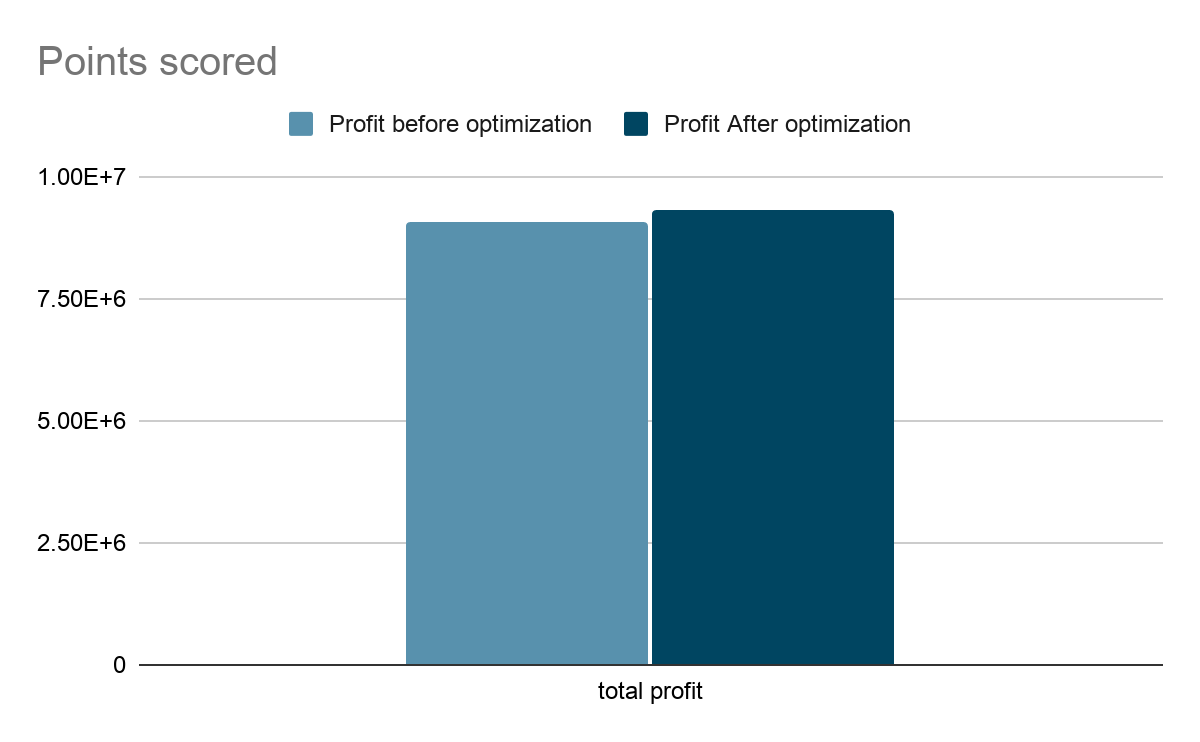 Points scored
Profit before optimization Profit After optimization
1.00E+7
7.50E+6
5.00E+6
2.50E+6
0
total profit